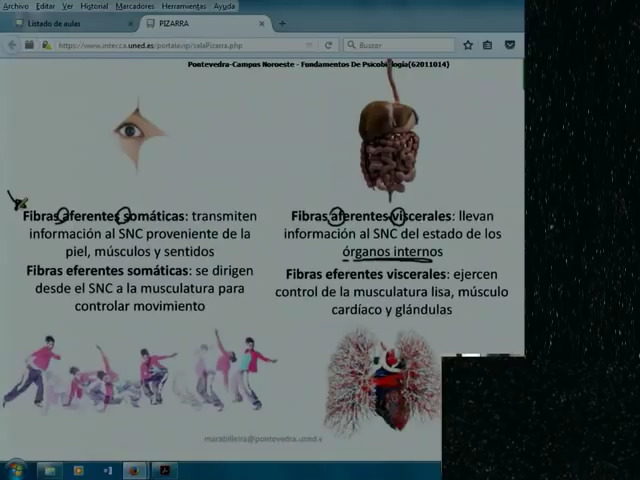 Archivo Editar Ver Historial Marcadores Herramientas Ayuda
Listado de aulas
PIZARRA
https://www.intecca.uned.es/portalavip/salaPizarra.php
Buscar
Pontevedra-Campus Noroeste - Fundamentos De Psicobiología(62011014)
Fibras aferentes somáticas: transmiten
información al SNC proveniente de la
piel, músculos y sentidos
Fibras eferentes somáticas: se dirigen
desde el SNC a la musculatura para
controlar movimiento
Fibras aferentes viscerales: llevan
información al SNC del estado de los
órganos internos
Fibras eferentes viscerales: ejercen
control de la musculatura lisa, músculo
cardíaco y glándulas